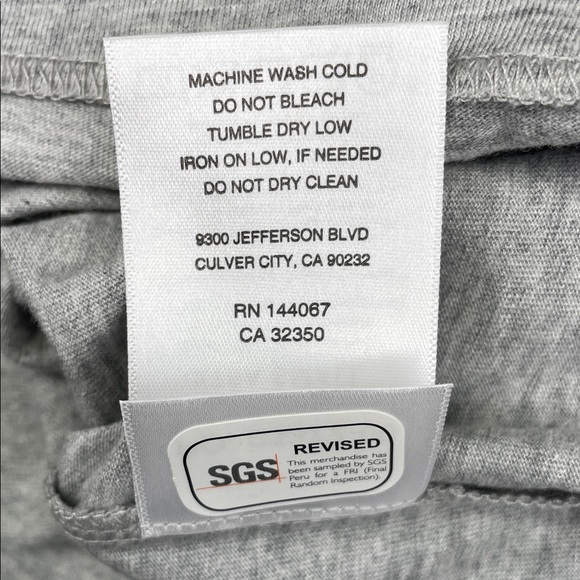 MACHINE WASH COLD
DO NOT BLEACH
TUMBLE DRY LOW
IRON ON LOW, IF NEEDED
DO NOT DRY CLEAN
9300 JEFFERSON BLVD
CULVER CITY, CA 90232
RN 144067
CA 32350
SGS
REVISED
This merchandise has
been sampled by SGS
Peru for a FRI (Final
Random Inspection).